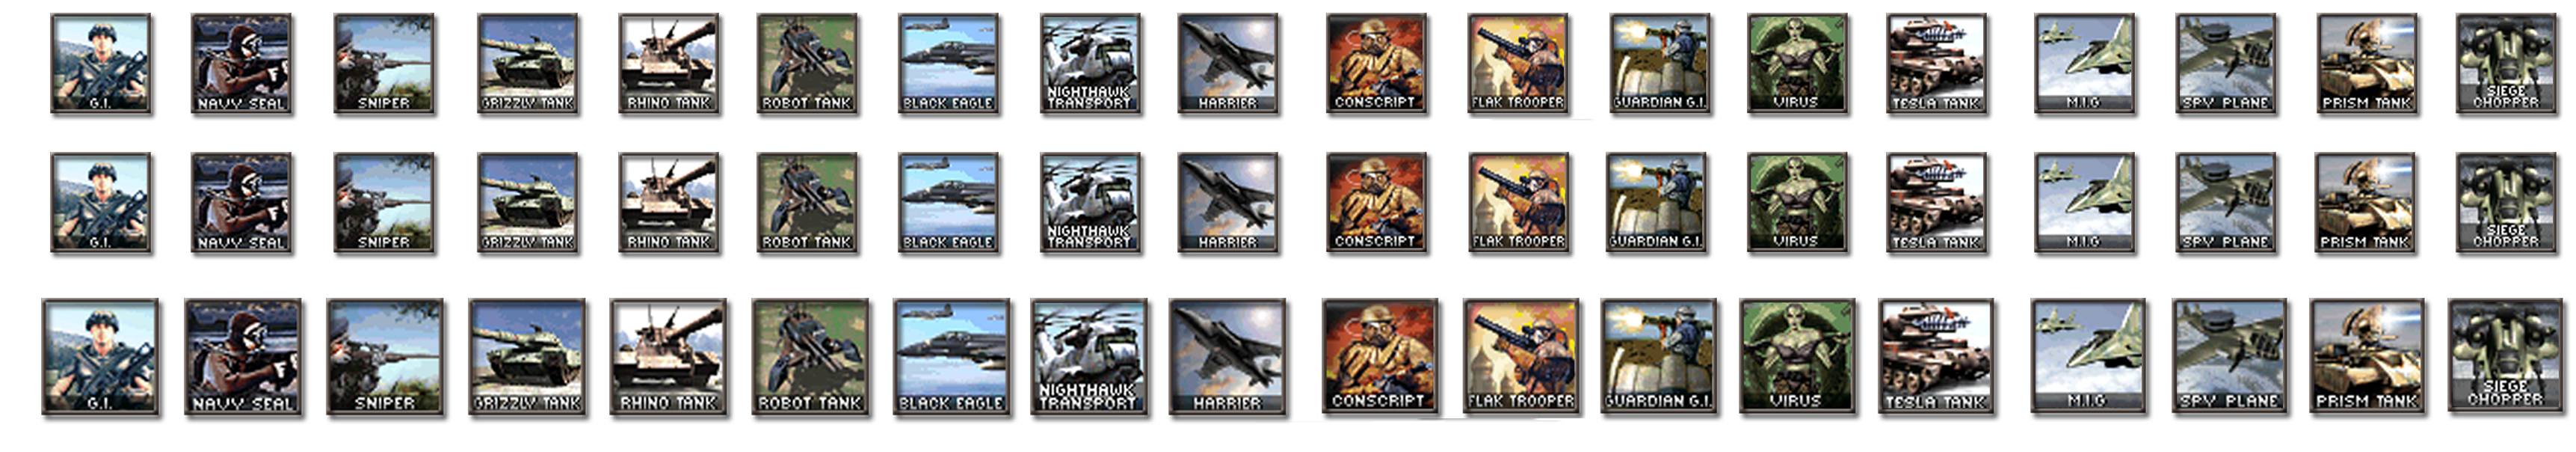 G.I.
NAVY SEAL
SNIPER
GRIZZLY TANK
RHINO TANK
ROBOT TANK
BLACK EAGLE
NIGHTHAWK
TRANSPORT
HARRIER
CONSCRIPT
FLAK TROOPER
GUARDIAN G.I.
VIRUS
TESLA TANK
M.I.G
SPY PLANE
PRISM TANK
SIEGE
CHOPPER
G.I.
NAVY SEAL
SNIPER
GRIZZLY TANK
RHINO TANK
ROBOT TANK
BLACK EAGLE
NIGHTHAWK
TRANSPORT
HARRIER
CONSCRIPT
FLAK TROOPER
GUARDIAN G.I.
VIRUS
TESLA TANK
M.I.G
SPY PLANE
PRISM TANK
SIEGE
CHOPPER
G.I.
NAVY SEAL
SNIPER
GRIZZLY TANK
RHINO TANK
ROBOT TANK
BLACK EAGLE
NIGHTHAWK
TRANSPORT
HARRIER
CONSCRIPT
FLAK TROOPER
GUARDIAN G.I.
VIRUS
TESLA TANK
M.I.G
SPY PLANE
PRISM TANK
SIEGE
CHOPPER